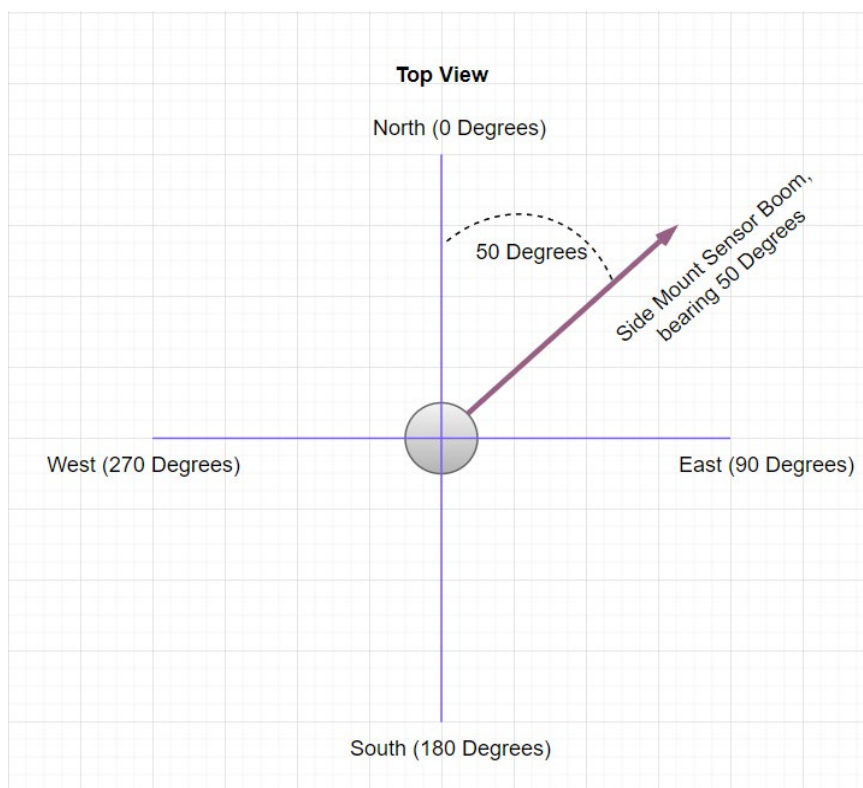 Top View
North (0 Degrees)
50 Degrees
Side Mount Sensor Boom,
bearing 50 Degrees
West (270 Degrees)
East (90 Degrees)
South (180 Degrees)